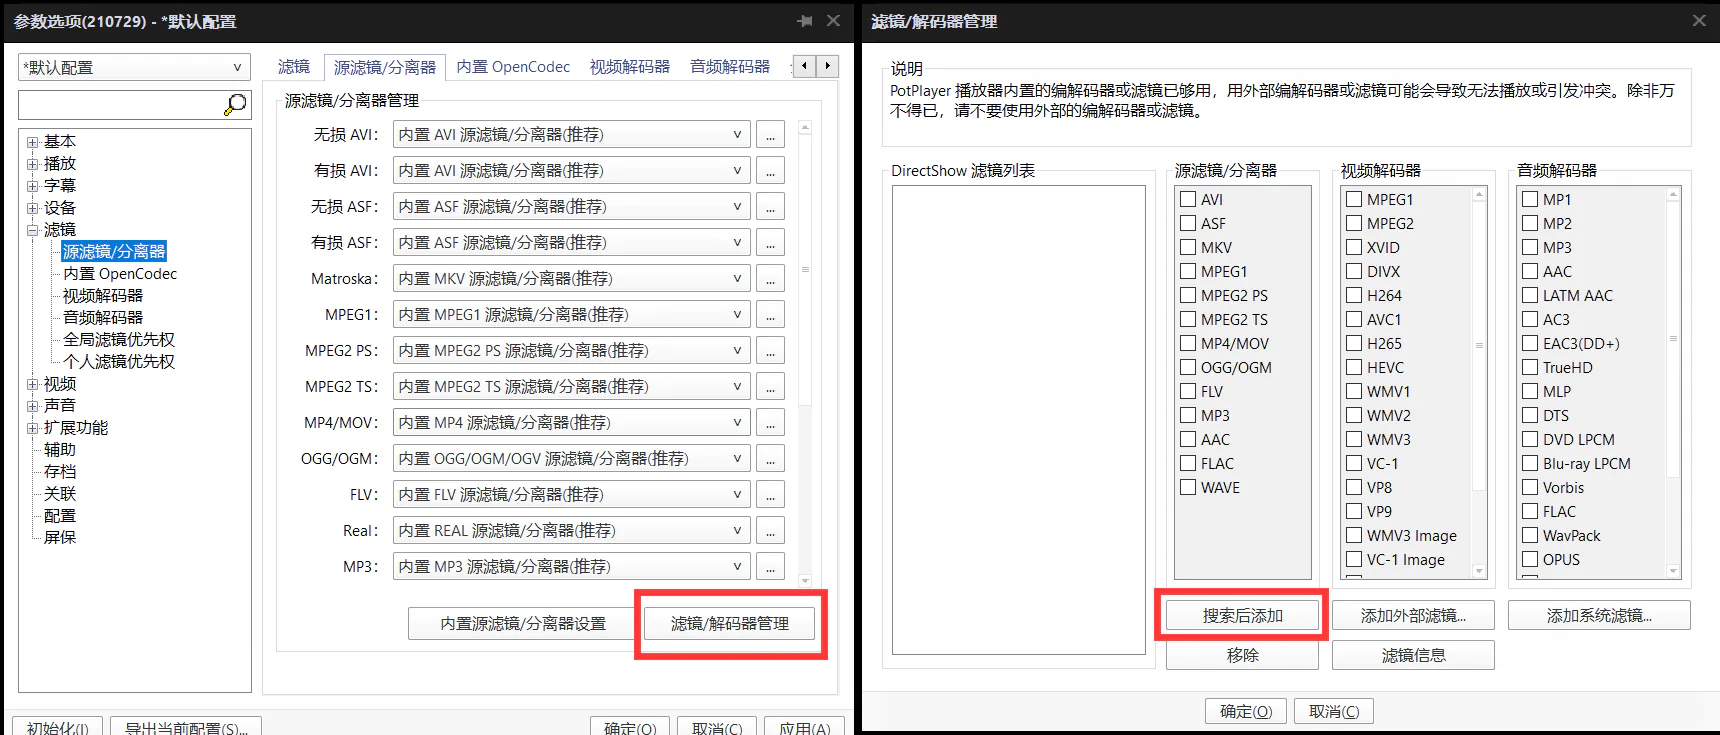 参数选项(210729) - *默认配置
*默认配置
基本
播放
字幕
设备
滤镜
源滤镜/分离器
内置 OpenCodec
视频解码器
音频解码器
全局滤镜优先权
个人滤镜优先权
视频
声音
扩展功能
辅助
存档
关联
配置
屏保
滤镜 源滤镜/分离器 内置 OpenCodec 视频解码器 音频解码器
源滤镜/分离器管理
无损 AVI： 内置 AVI 源滤镜/分离器(推荐) ...
有损 AVI： 内置 AVI 源滤镜/分离器(推荐) ...
无损 ASF： 内置 ASF 源滤镜/分离器(推荐) ...
有损 ASF： 内置 ASF 源滤镜/分离器(推荐) ...
Matroska： 内置 MKV 源滤镜/分离器(推荐) ...
MPEG1： 内置 MPEG1 源滤镜/分离器(推荐) ...
MPEG2 PS： 内置 MPEG2 PS 源滤镜/分离器(推荐) ...
MPEG2 TS： 内置 MPEG2 TS 源滤镜/分离器(推荐) ...
MP4/MOV： 内置 MP4 源滤镜/分离器(推荐) ...
OGG/OGM： 内置 OGG/OGM/OGV 源滤镜/分离器(推荐) ...
FLV： 内置 FLV 源滤镜/分离器(推荐) ...
Real： 内置 REAL 源滤镜/分离器(推荐) ...
MP3： 内置 MP3 源滤镜/分离器(推荐) ...
内置源滤镜/分离器设置 滤镜/解码器管理
初始化(I) 导出当前配置(S)... 确定(O) 取消(C) 应用(A)
滤镜/解码器管理
说明
PotPlayer 播放器内置的编解码器或滤镜已够用，用外部编解码器或滤镜可能会导致无法播放或引发冲突。除非万
不得已，请不要使用外部的编解码器或滤镜。
DirectShow 滤镜列表
源滤镜/分离器
AVI
ASF
MKV
MPEG1
MPEG2 PS
MPEG2 TS
MP4/MOV
OGG/OGM
FLV
MP3
AAC
FLAC
WAVE
视频解码器
MPEG1
MPEG2
XVID
DIVX
H264
AVC1
H265
HEVC
WMV1
WMV2
WMV3
VC-1
VP8
VP9
WMV3 Image
VC-1 Image
音频解码器
MP1
MP2
MP3
AAC
LATM AAC
AC3
EAC3(DD+)
TrueHD
MLP
DTS
DVD LPCM
Blu-ray LPCM
Vorbis
FLAC
WavPack
OPUS
搜索后添加 添加外部滤镜... 添加系统滤镜...
移除 滤镜信息
确定(O) 取消(C)